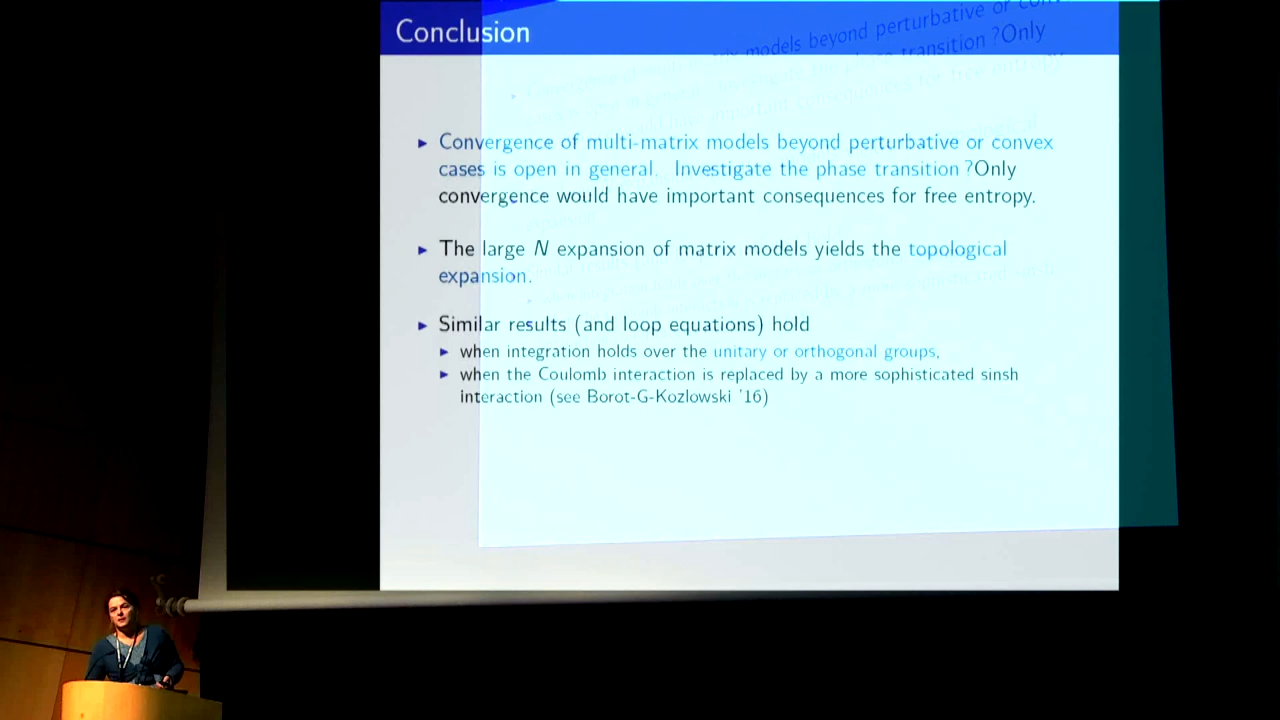 Conclusion
Convergence of multi-matrix models beyond perturbative or convex
cases is open in general. Investigate the phase transition ?Only
convergence would have important consequences for free entropy.
The large N expansion of matrix models yields the topological
expansion.
Similar results (and loop equations) hold
when integration holds over the unitary or orthogonal groups,
when the Coulomb interaction is replaced by a more sophisticated sinsh
interaction (see Borot-G-Kozlowski '16)